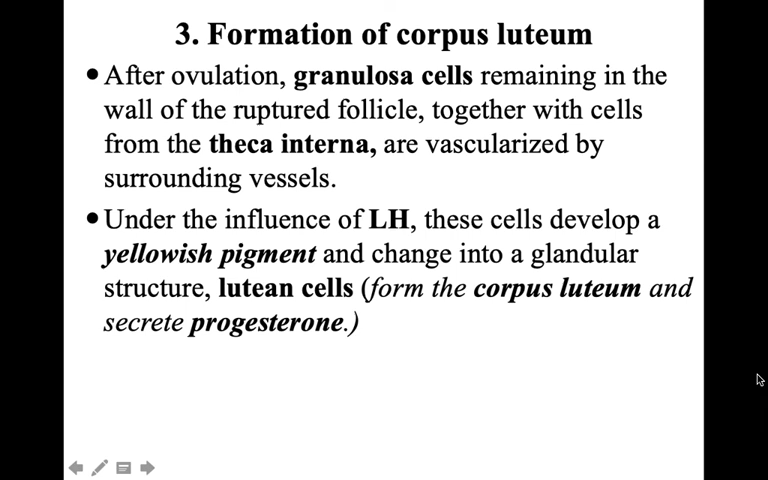 3. Formation of corpus luteum
• After ovulation, granulosa cells remaining in the
wall of the ruptured follicle, together with cells
from the theca interna, are vascularized by
surrounding vessels.
• Under the influence of LH, these cells develop a
yellowish pigment and change into a glandular
structure, lutean cells (form the corpus luteum and
secrete progesterone.)